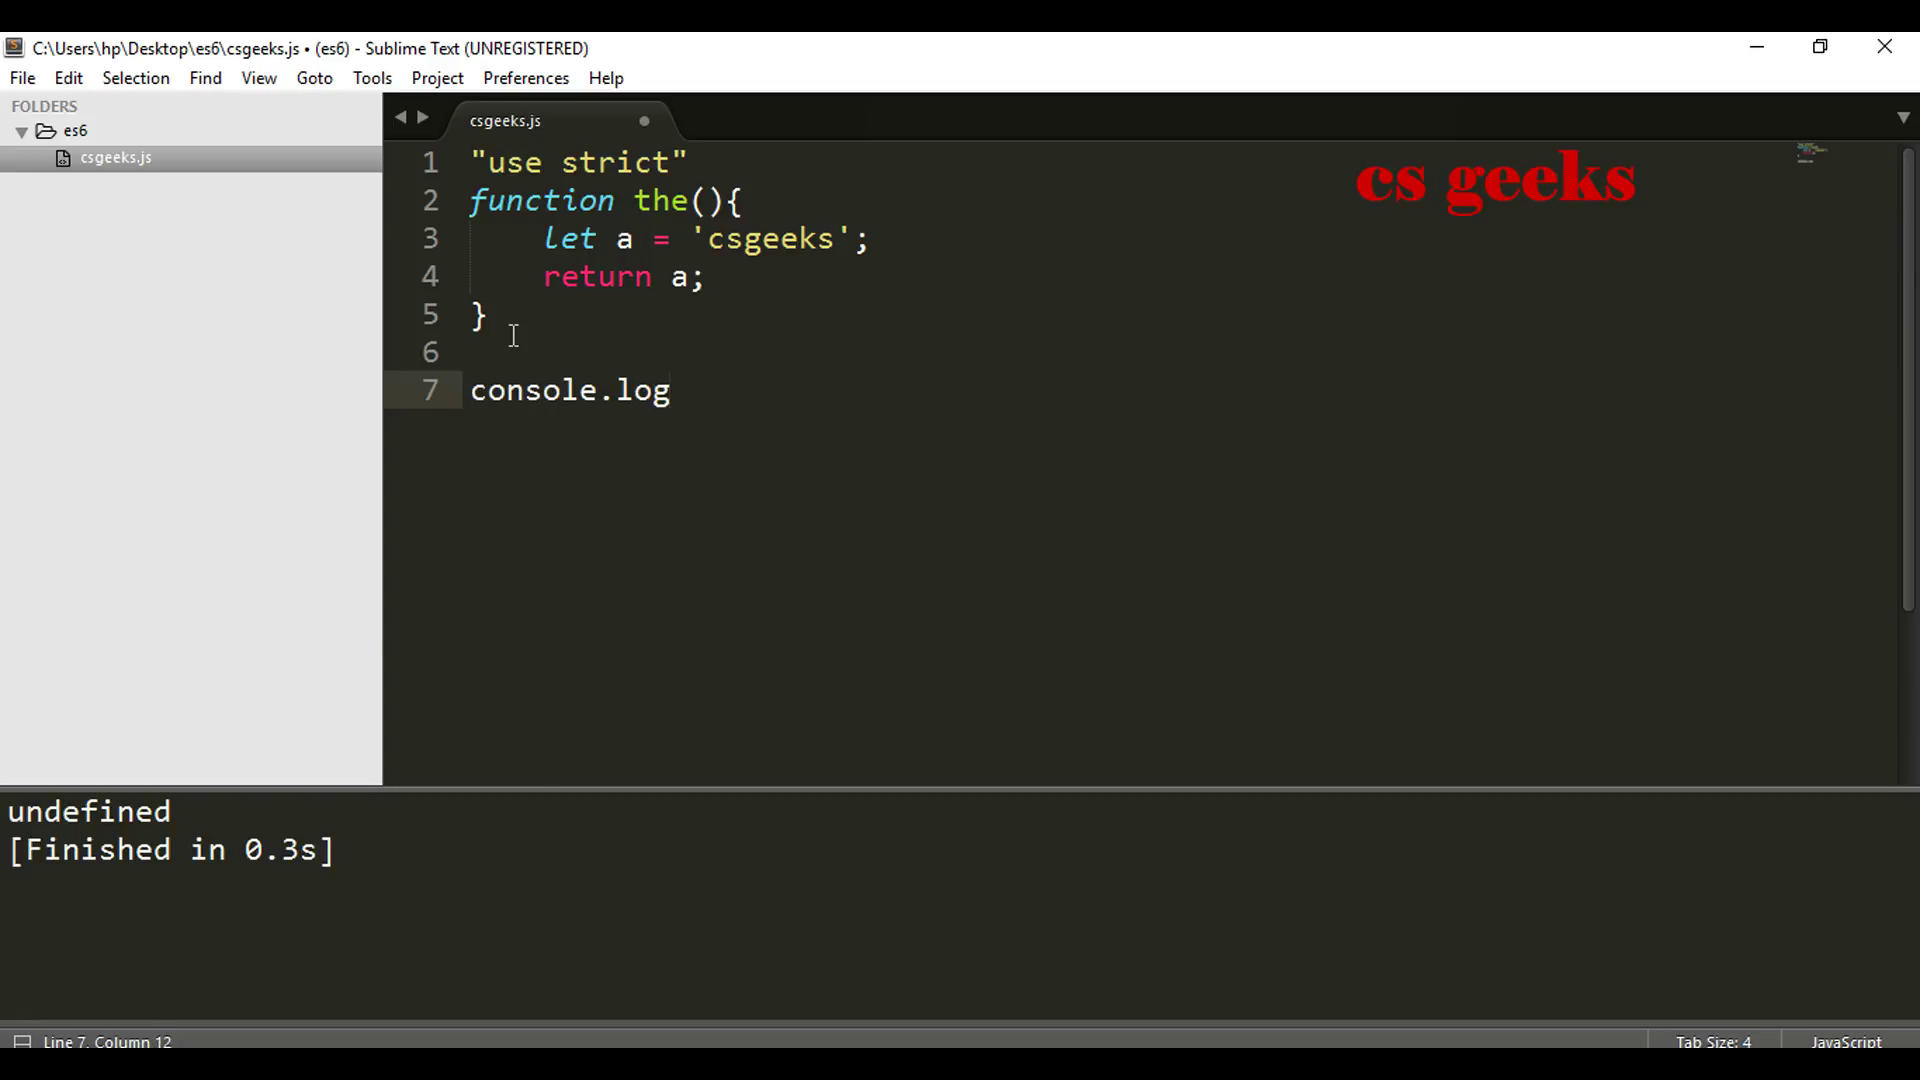 C:\Users\hp\Desktop\es6\csgeeks.js • (es6) - Sublime Text (UNREGISTERED)
File Edit Selection Find View Goto Tools Project Preferences Help
FOLDERS
es6
csgeeks.js
csgeeks.js
cs geeks
1 "use strict"
2 function the(){
3     let a = 'csgeeks';
4     return a;
5 }
6
7 console.log
undefined
[Finished in 0.3s]
Line 7, Column 12 Tab Size: 4 JavaScript